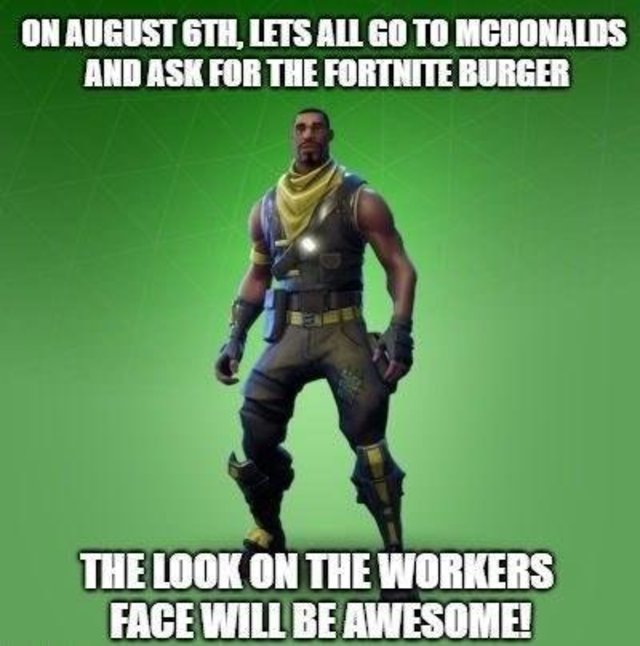 ON AUGUST 6TH, LETS ALL GO TO MCDONALDS
AND ASK FOR THE FORTNITE BURGER
THE LOOK ON THE WORKERS
FACE WILL BE AWESOME!